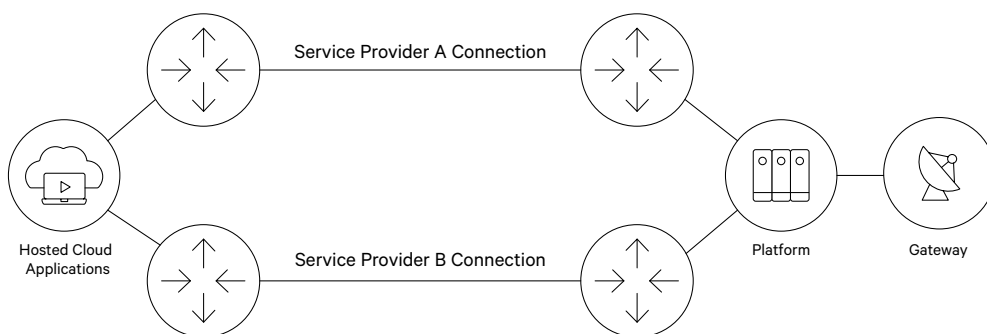 Service Provider A Connection
Hosted Cloud
Applications
Platform
Gateway
Service Provider B Connection